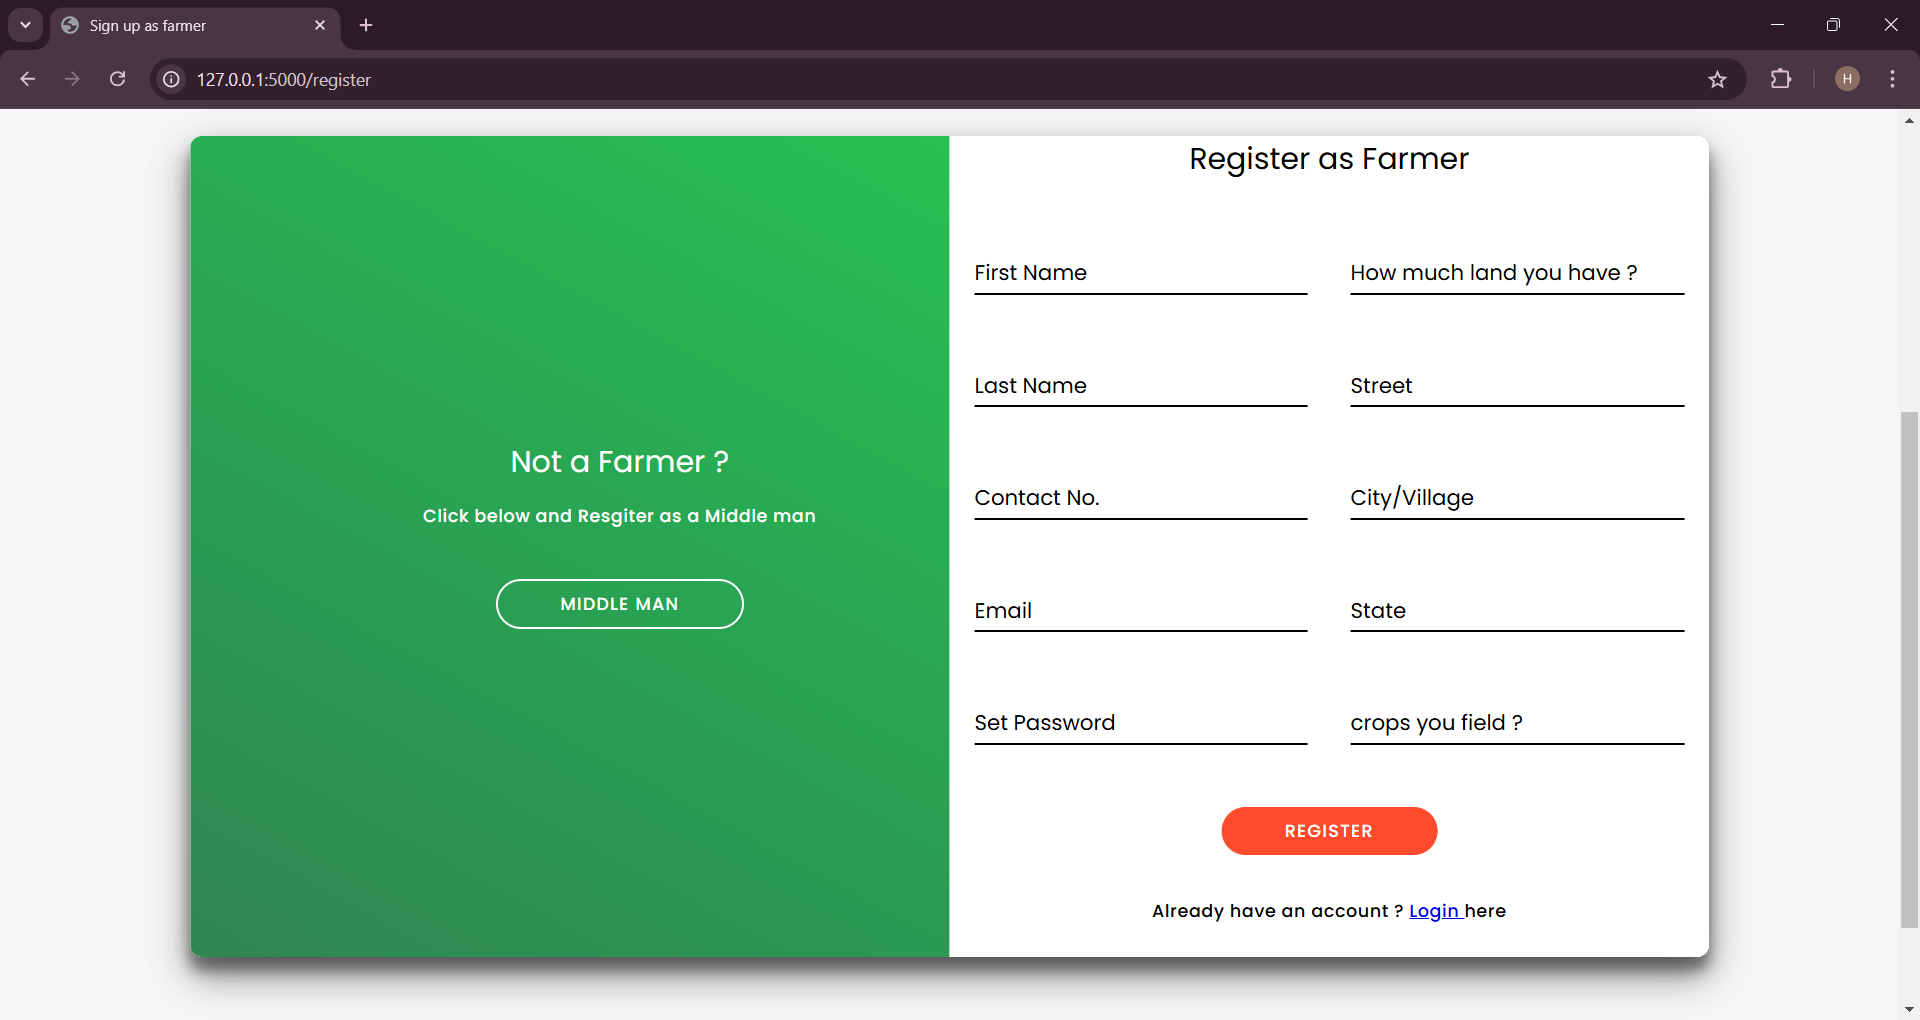 Sign up as farmer
127.0.0.1:5000/register
H
Not a Farmer ?
Click below and Resgiter as a Middle man
MIDDLE MAN
Register as Farmer
First Name
How much land you have ?
Last Name
Street
Contact No.
City/Village
Email
State
Set Password
crops you field ?
REGISTER
Already have an account ? Login here